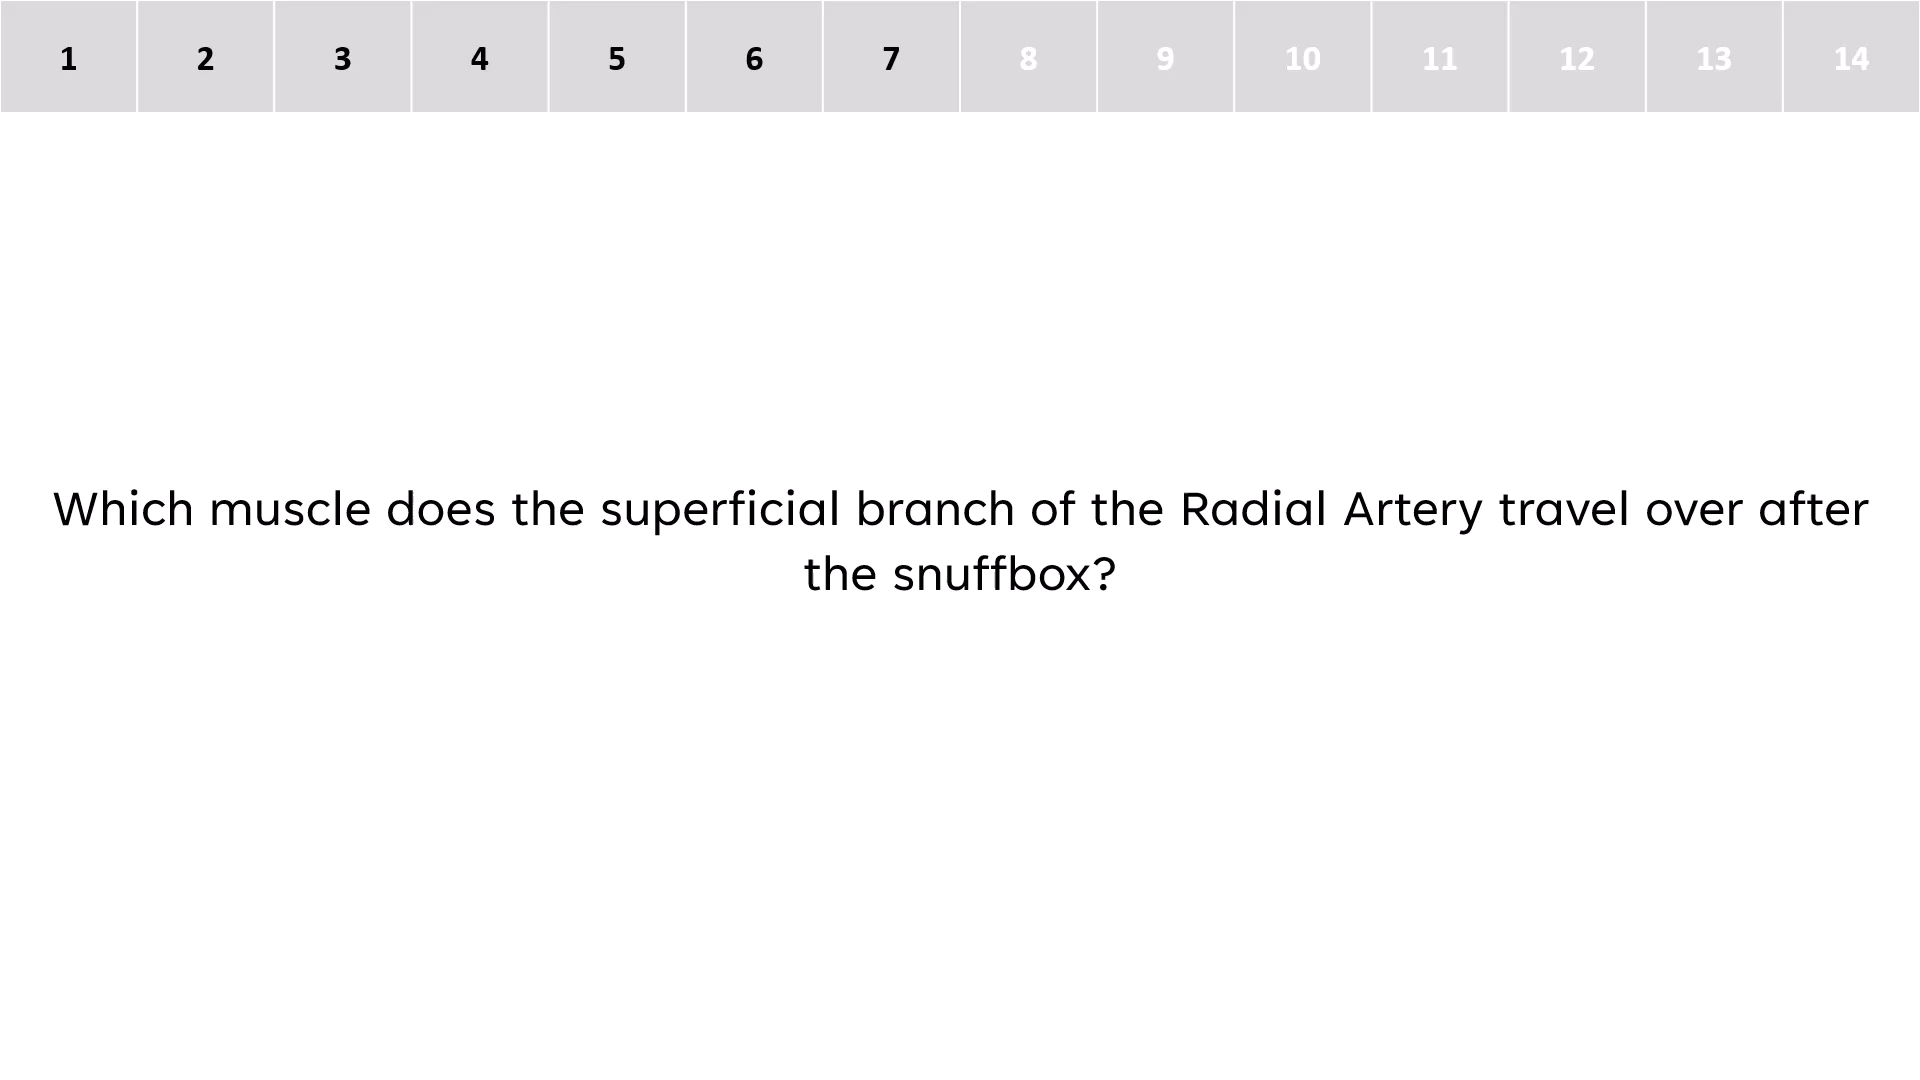 1 2 3 4 5 6 7 8 9 10 11 12 13 14
Which muscle does the superficial branch of the Radial Artery travel over after
the snuffbox?